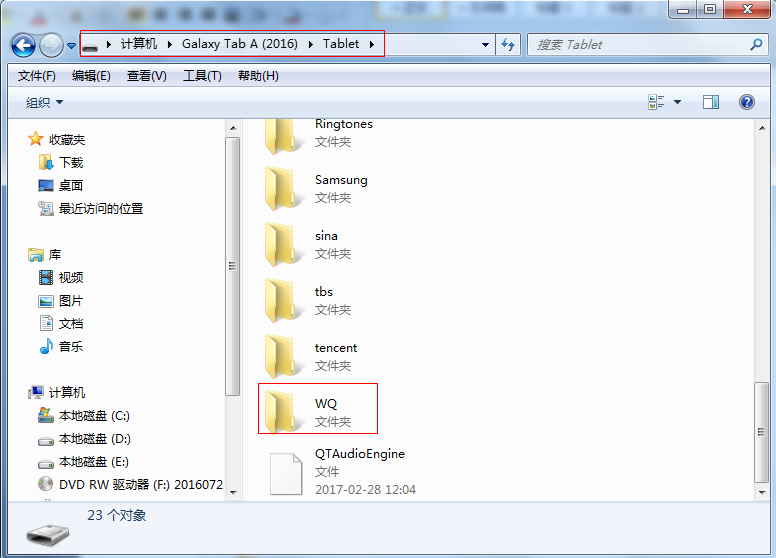 计算机 Galaxy Tab A (2016) Tablet
搜索 Tablet
文件(F) 编辑(E) 查看(V) 工具(T) 帮助(H)
组织
收藏夹
下载
桌面
最近访问的位置
库
视频
图片
文档
音乐
计算机
本地磁盘 (C:)
本地磁盘 (D:)
本地磁盘 (E:)
DVD RW 驱动器 (F:) 2016072
Ringtones
文件夹
Samsung
文件夹
sina
文件夹
tbs
文件夹
tencent
文件夹
WQ
文件夹
QTAudioEngine
文件
2017-02-28 12:04
23 个对象